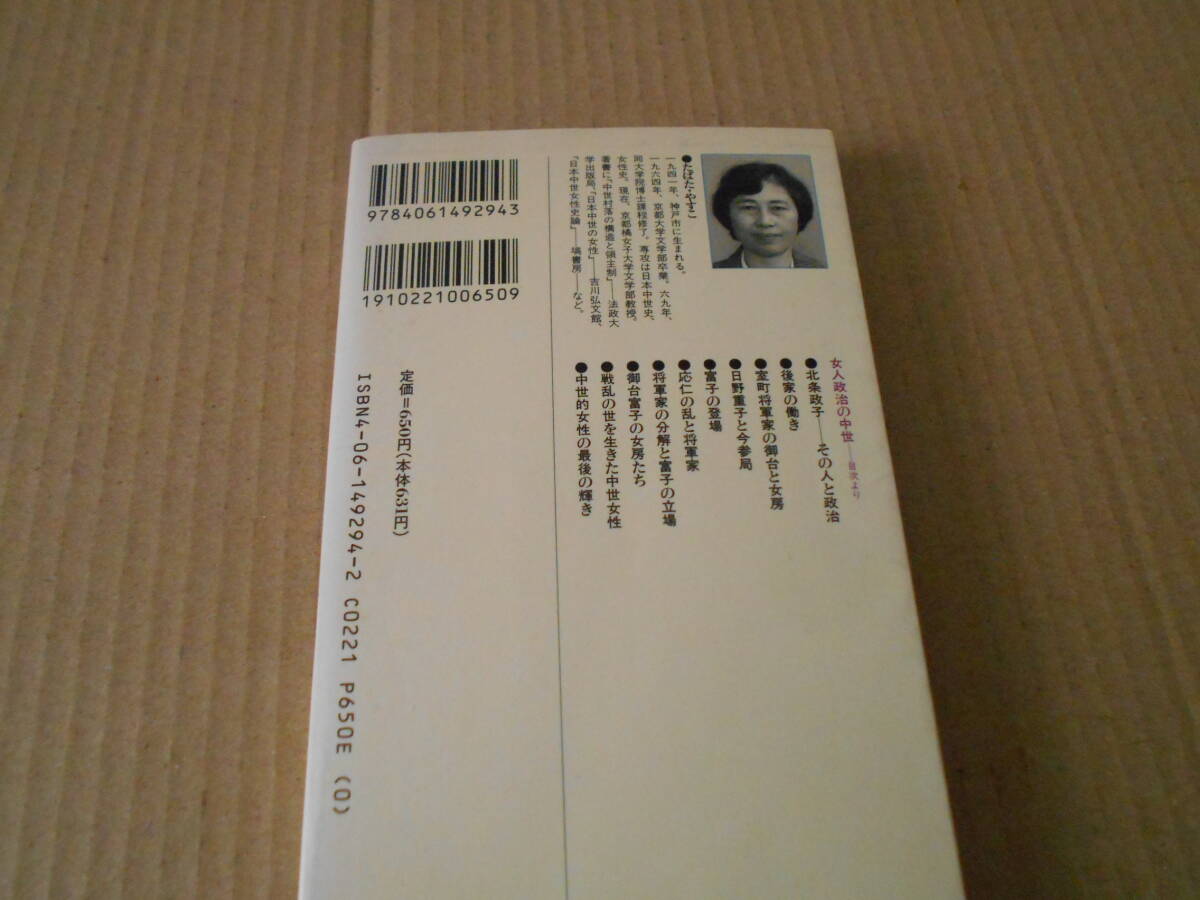 ●たばた・やすこ
一九四一年、神戸市に生まれる。
一九六四年、京都大学文学部卒業。六九年、
同大学院博士課程修了。専攻は日本中世史、
女性史。現在、京都橘女子大学文学部教授。
著書に、『中世村落の構造と領主制』――法政大
学出版局、『日本中世の女性』――吉川弘文館、
『日本中世女性史論』――塙書房――など。
女人政治の中世――目次より
●北条政子――その人と政治
●後家の働き
●室町将軍家の御台と女房
●日野重子と今参局
●富子の登場
●応仁の乱と将軍家
●将軍家の分解と富子の立場
●御台富子の女房たち
●戦乱の世を生きた中世女性
●中世的女性の最後の輝き
9784061492943
1910221006509
定価=650円(本体631円)
ISBN4-06-149294-2 C0221 P650E (0)